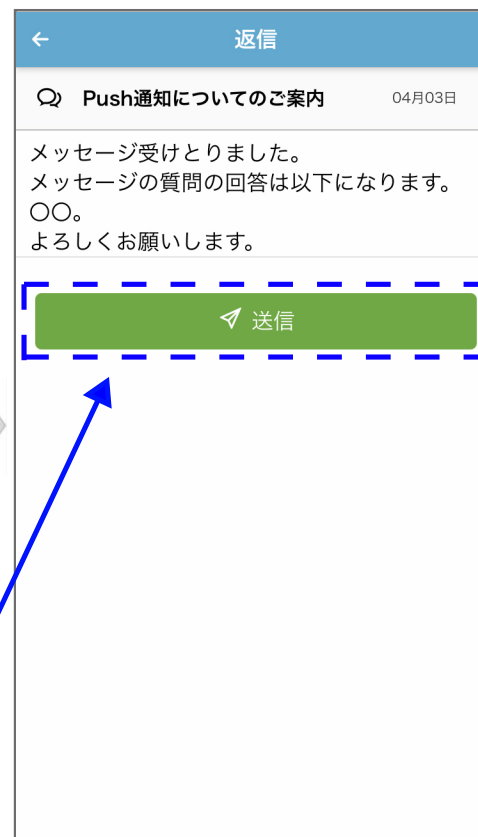 返信
Push通知についてのご案内 04月03日
メッセージ受けとりました。
メッセージの質問の回答は以下になります。
〇〇。
よろしくお願いします。
送信